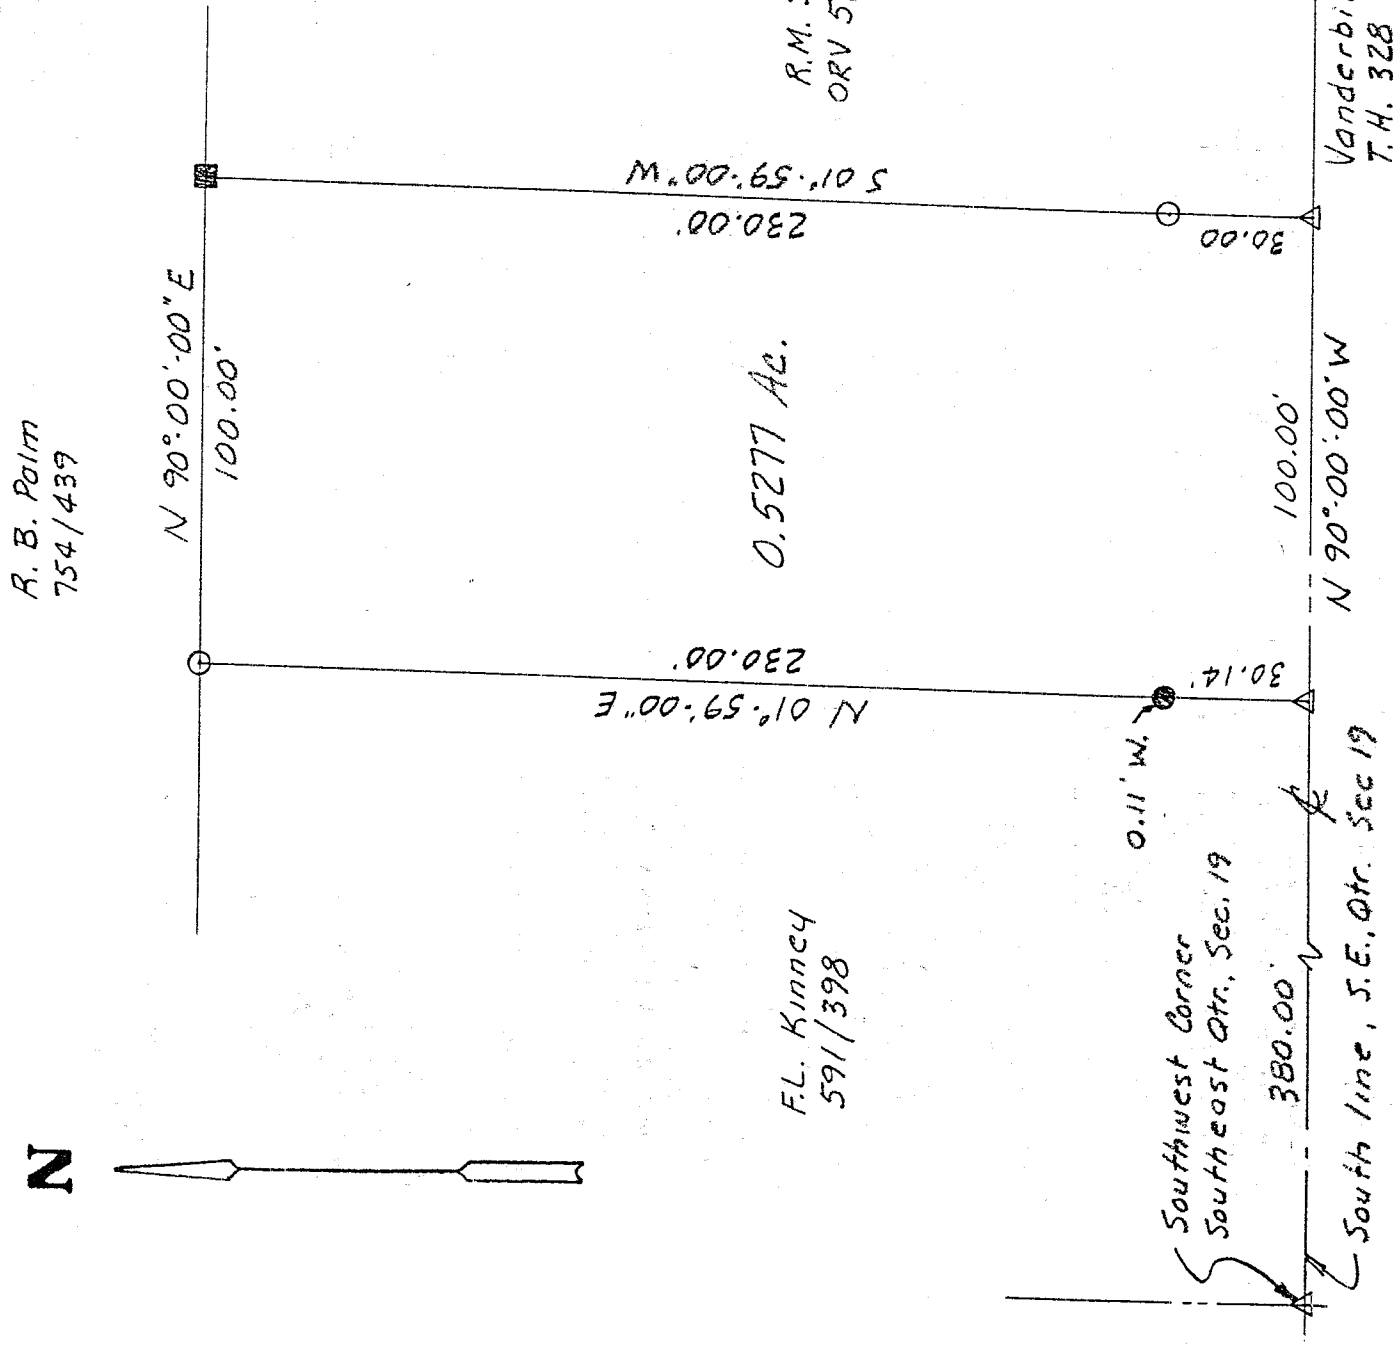 N
R. B. Palm
754/439
N 90°-00'-00" E
100.00'
R.M.
ORV 5
S 01°-59'-00" W
230.00'
30.00
0.5277 Ac.
N 01°-59'-00" E
230.00'
30.14'
0.11' W.
F.L. Kinney
591/398
Southwest Corner
Southeast Qtr., Sec. 19
380.00'
100.00'
N 90°-00'-00" W
South line, S.E., Qtr. Sec 19
T.H. 328